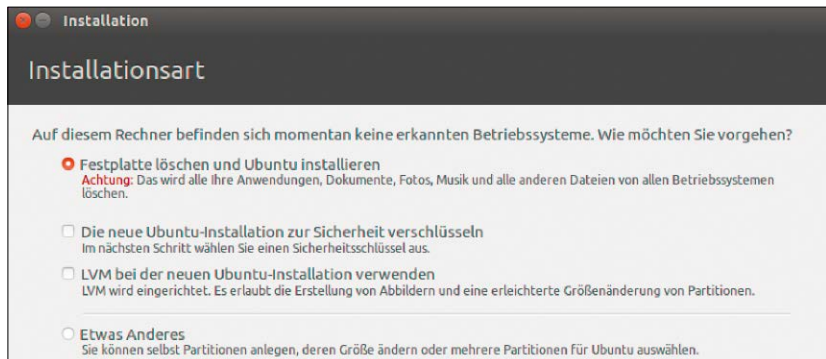 Installation
Installationsart
Auf diesem Rechner befinden sich momentan keine erkannten Betriebssysteme. Wie möchten Sie vorgehen?
Festplatte löschen und Ubuntu installieren
Achtung: Das wird alle Ihre Anwendungen, Dokumente, Fotos, Musik und alle anderen Dateien von allen Betriebssystemen
löschen.
Die neue Ubuntu-Installation zur Sicherheit verschlüsseln
Im nächsten Schritt wählen Sie einen Sicherheitsschlüssel aus.
LVM bei der neuen Ubuntu-Installation verwenden
LVM wird eingerichtet. Es erlaubt die Erstellung von Abbildern und eine erleichterte Größenänderung von Partitionen.
Etwas Anderes
Sie können selbst Partitionen anlegen, deren Größe ändern oder mehrere Partitionen für Ubuntu auswählen.